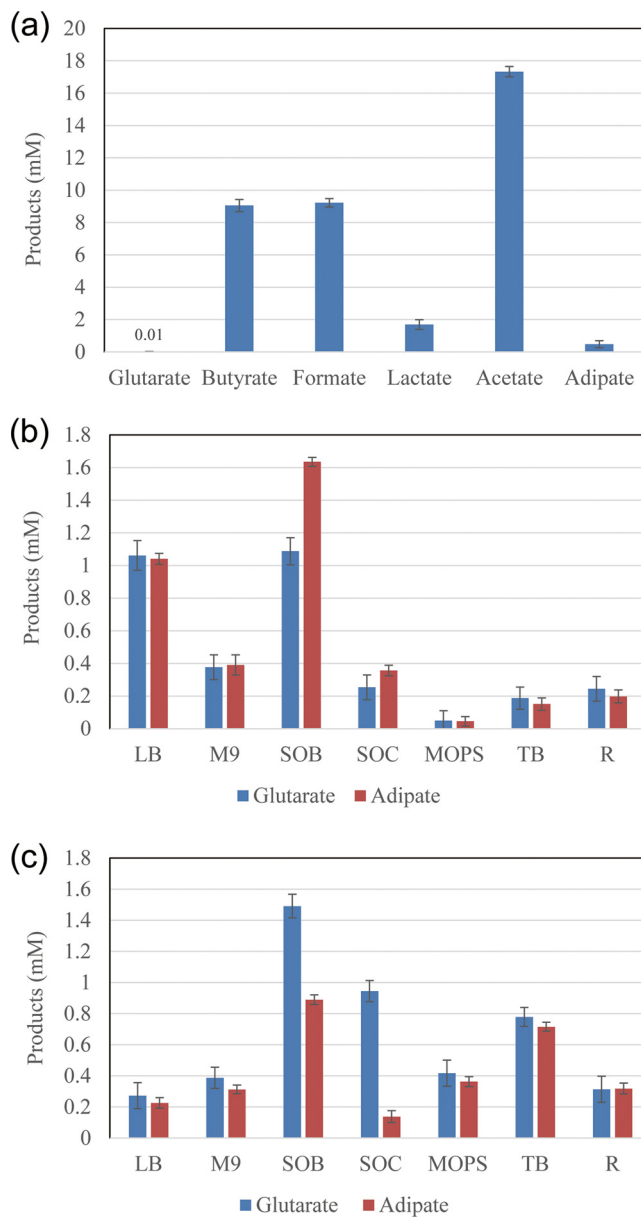 (a)
20
18
16
14
12
10
8
6
4
2
0
Products (mM)
0.01
Glutarate Butyrate Formate Lactate Acetate Adipate
(b)
1.8
1.6
1.4
1.2
1
0.8
0.6
0.4
0.2
0
Products (mM)
LB M9 SOB SOC MOPS TB R
Glutarate Adipate
(c)
1.8
1.6
1.4
1.2
1
0.8
0.6
0.4
0.2
0
Products (mM)
LB M9 SOB SOC MOPS TB R
Glutarate Adipate